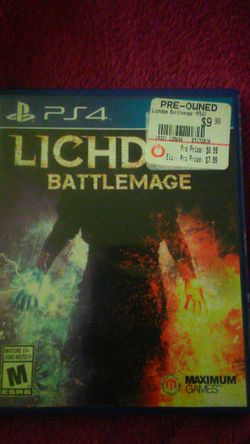 PS4
PRE-OWNED
Lichdom Battlemage (PS4)
$9.99
Pro Price: $8.99
Pro Price: $7.99
LICHD
BATTLEMAGE
MATURE 17+
M
ESRB
MAXIMUM
GAMES